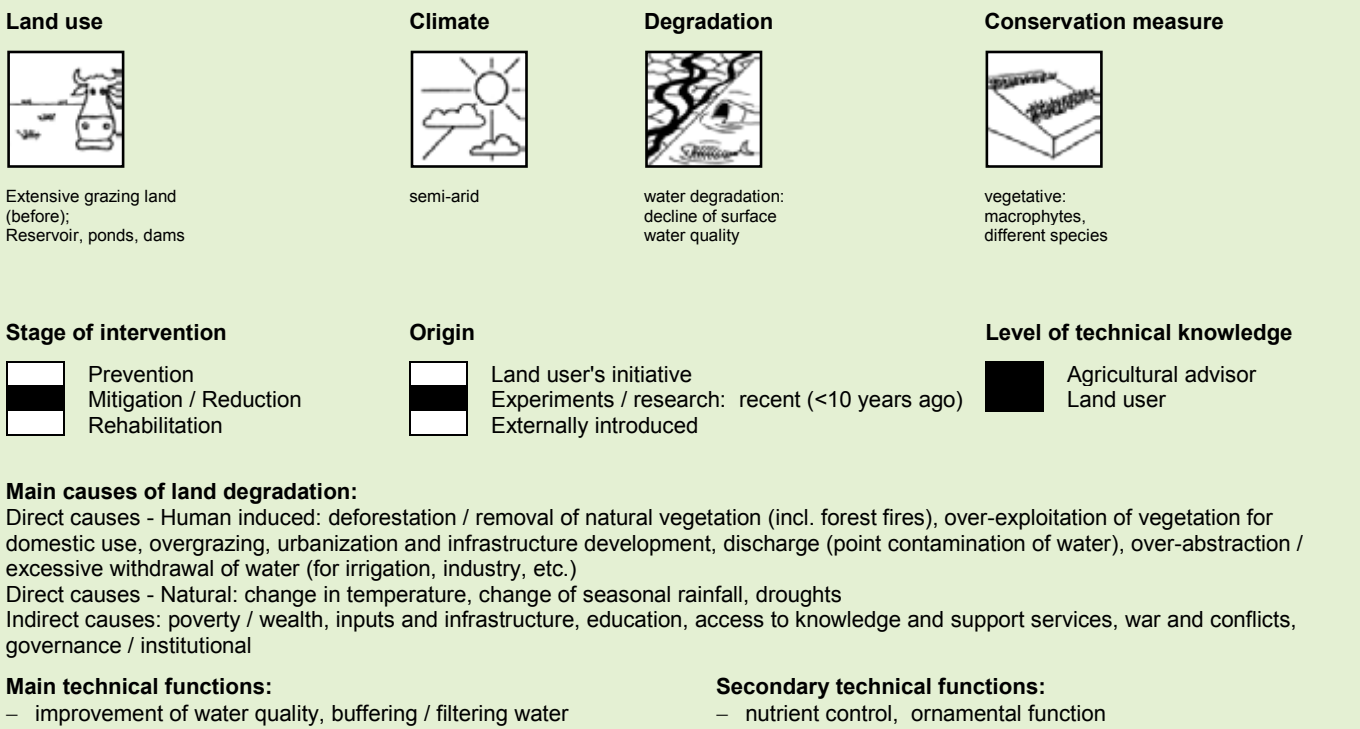 Land use
Climate
Degradation
Conservation measure
Extensive grazing land
(before);
Reservoir, ponds, dams
semi-arid
water degradation:
decline of surface
water quality
vegetative:
macrophytes,
different species
Stage of intervention
Prevention
Mitigation / Reduction
Rehabilitation
Origin
Land user's initiative
Experiments / research: recent (<10 years ago)
Externally introduced
Level of technical knowledge
Agricultural advisor
Land user
Main causes of land degradation:
Direct causes - Human induced: deforestation / removal of natural vegetation (incl. forest fires), over-exploitation of vegetation for
domestic use, overgrazing, urbanization and infrastructure development, discharge (point contamination of water), over-abstraction /
excessive withdrawal of water (for irrigation, industry, etc.)
Direct causes - Natural: change in temperature, change of seasonal rainfall, droughts
Indirect causes: poverty / wealth, inputs and infrastructure, education, access to knowledge and support services, war and conflicts,
governance / institutional
Main technical functions:
– improvement of water quality, buffering / filtering water
Secondary technical functions:
– nutrient control, ornamental function